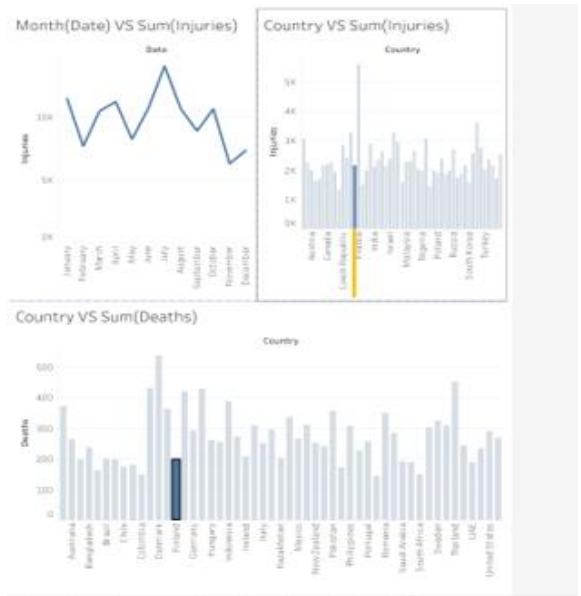 Month(Date) VS Sum(Injuries)
Date
Injuries
10K
5K
0K
January
February
March
April
May
June
July
August
September
October
November
December
Country VS Sum(Injuries)
Country
Injuries
5K
4K
3K
2K
1K
0K
Austria
Canada
Czech Republic
France
India
Israel
Malaysia
Nigeria
Poland
Russia
South Korea
Turkey
Country VS Sum(Deaths)
Country
Deaths
500
400
300
200
100
0
Australia
Bangladesh
Brazil
Chile
Colombia
Denmark
Finland
Germany
Hungary
Indonesia
Ireland
Italy
Kazakhstan
Mexico
New Zealand
Pakistan
Philippines
Portugal
Romania
Saudi Arabia
South Africa
Sweden
Thailand
UAE
United States